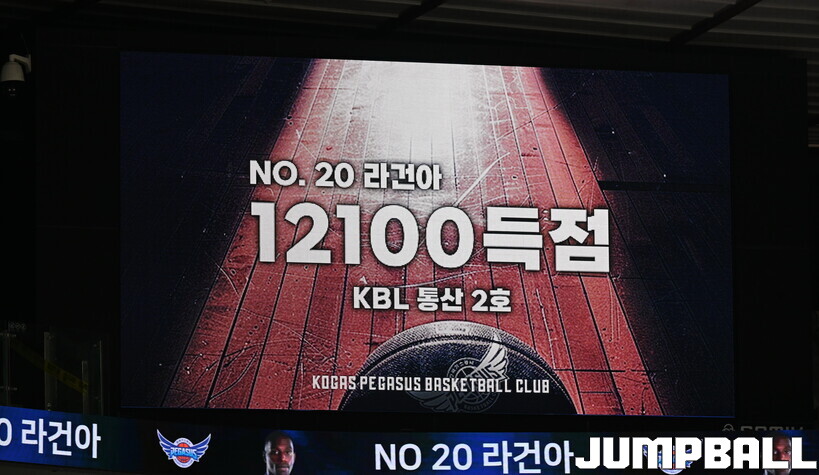 NO. 20 라건아
12100득점
KBL 통산 2호
KOGAS PEGASUS BASKETBALL CLUB
0 라건아
PEGASUS
NO 20 라건아
JUMPBALL